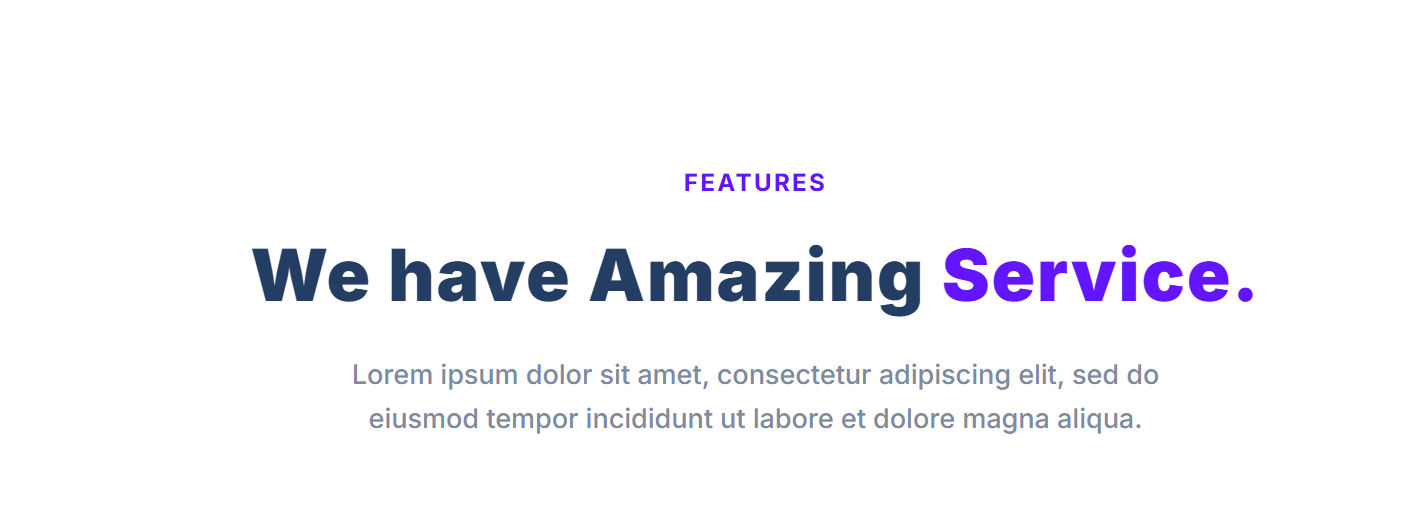 FEATURES
We have Amazing Service.
Lorem ipsum dolor sit amet, consectetur adipiscing elit, sed do
eiusmod tempor incididunt ut labore et dolore magna aliqua.